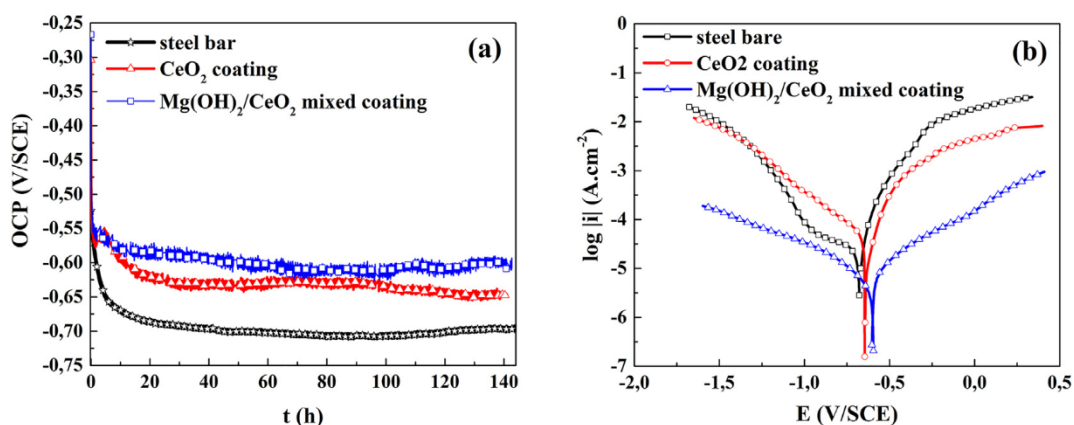 (a)
steel bar
CeO₂ coating
Mg(OH)₂/CeO₂ mixed coating
OCP (V/SCE)
-0,25
-0,30
-0,35
-0,40
-0,45
-0,50
-0,55
-0,60
-0,65
-0,70
-0,75
0 20 40 60 80 100 120 140
t (h)
(b)
steel bare
CeO2 coating
Mg(OH)₂/CeO₂ mixed coating
log |i| (A.cm⁻²)
0
-1
-2
-3
-4
-5
-6
-7
-2,0 -1,5 -1,0 -0,5 0,0 0,5
E (V/SCE)